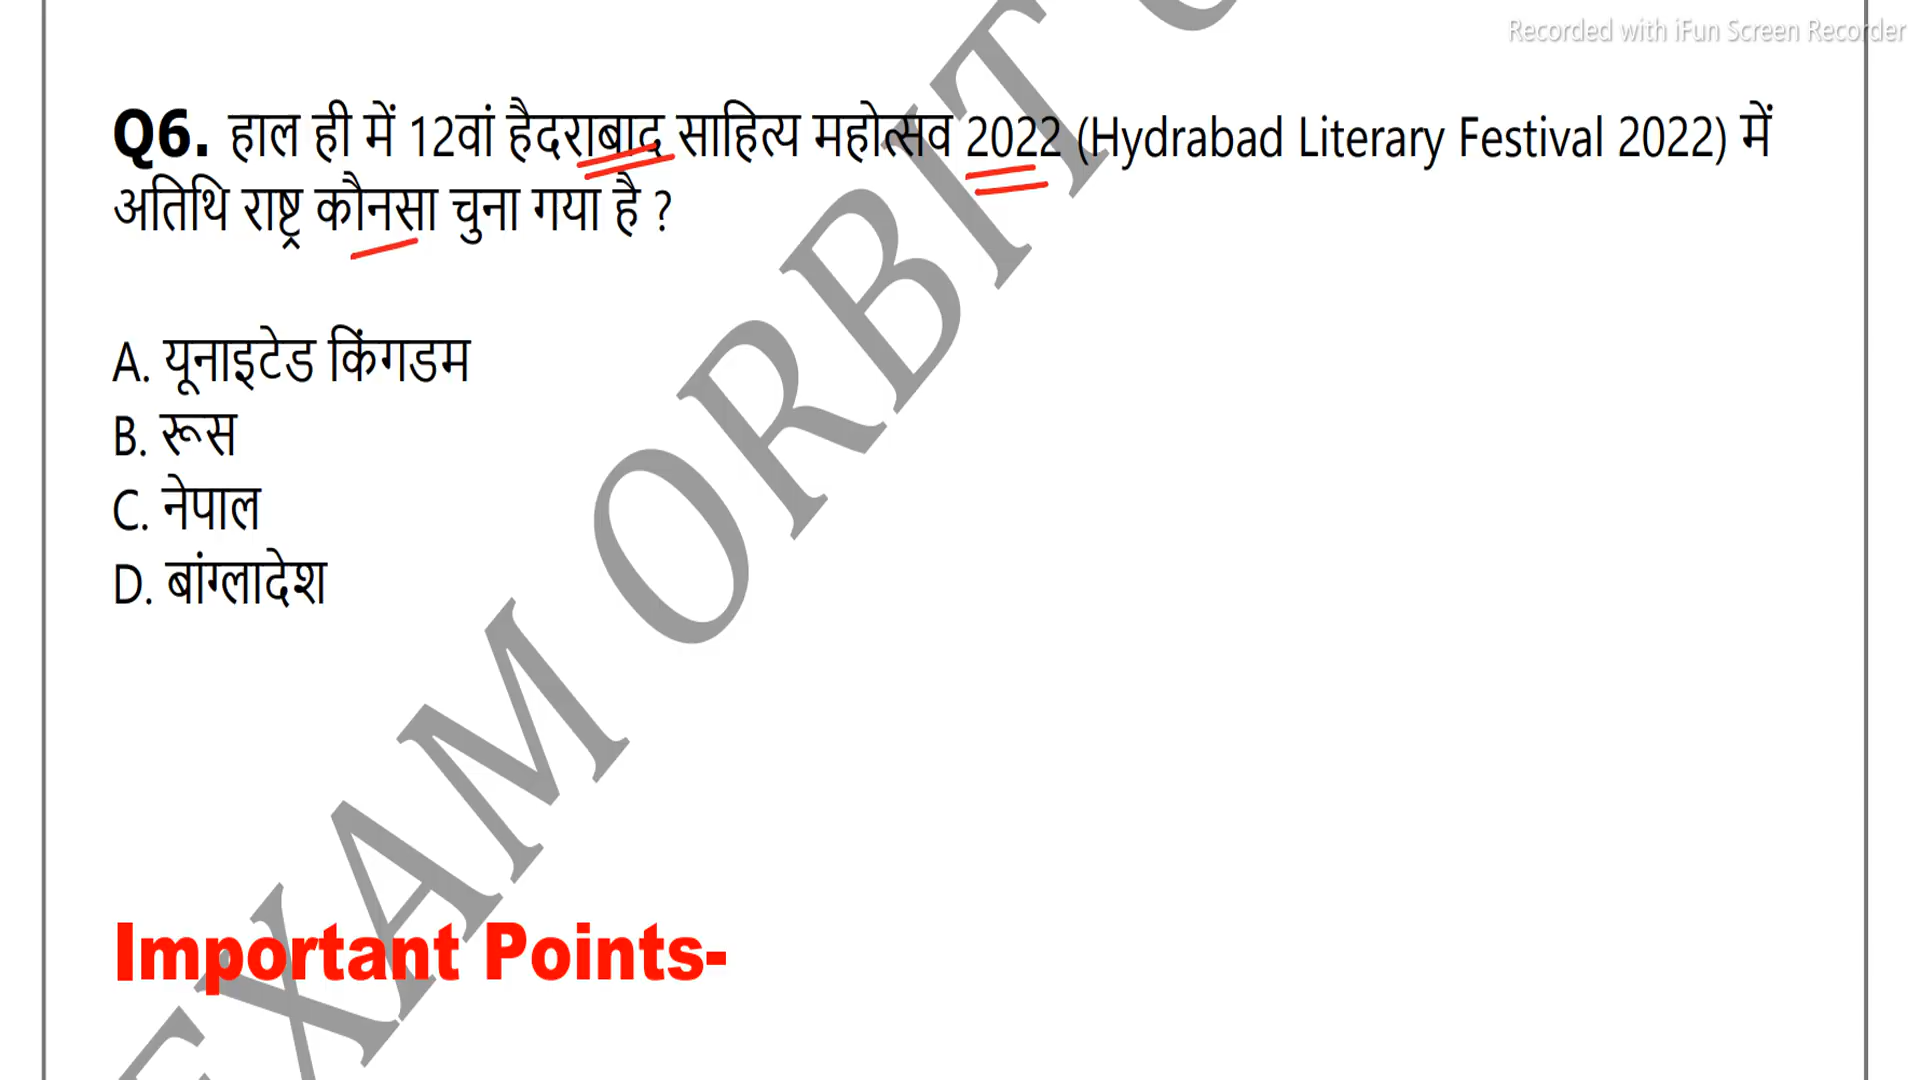 Recorded with iFun Screen Recorder
Q6. हाल ही में 12वां हैदराबाद साहित्य महोत्सव 2022 (Hydrabad Literary Festival 2022) में
अतिथि राष्ट्र कौनसा चुना गया है ?
A. यूनाइटेड किंगडम
B. रूस
C. नेपाल
D. बांग्लादेश
EXAM ORBIT
Important Points-